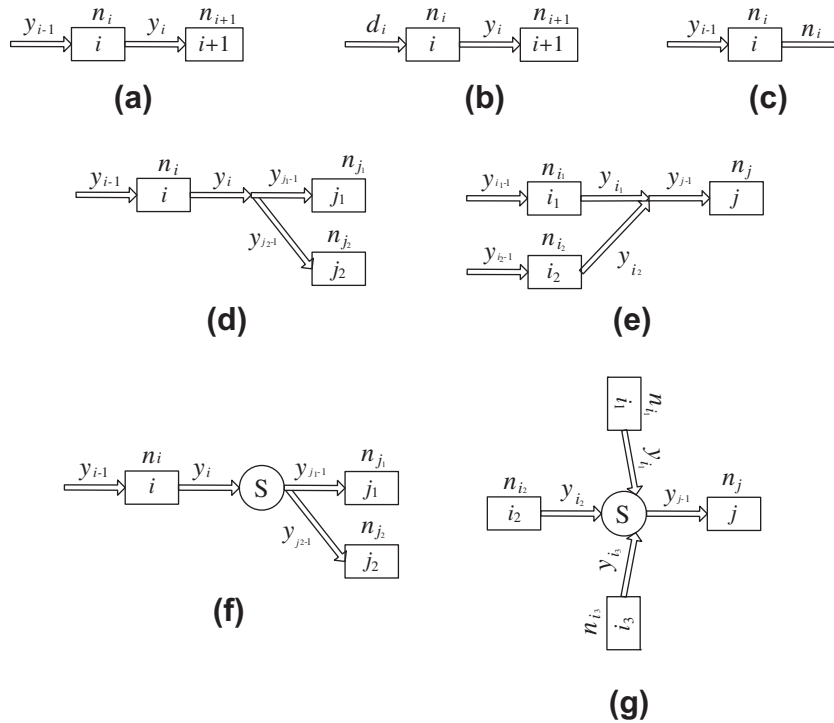 n_i n_{i+1} n_i n_{i+1} n_i
y_{i-1} y_i d_i y_i y_{i-1} n_i
i i+1 i i+1 i
(a) (b) (c)
n_i n_{j_1} n_{i_1} n_j
y_{i-1} y_i y_{j_1-1} y_{i_1-1} y_{i_1} y_{j-1}
i j_1 i_1 j
y_{j_2-1} n_{j_2} y_{i_2-1} n_{i_2} y_{i_2}
j_2 i_2
(d) (e)
n_i n_{j_1}
y_{i-1} y_i y_{j_1-1}
i S j_1
y_{j_2-1} n_{j_2}
j_2
(f)
i_1 n_{i_1}
y_{i_1}
n_{i_2} y_{i_2} y_{j-1} n_j
i_2 S j
y_{i_3}
n_{i_3} i_3
(g)